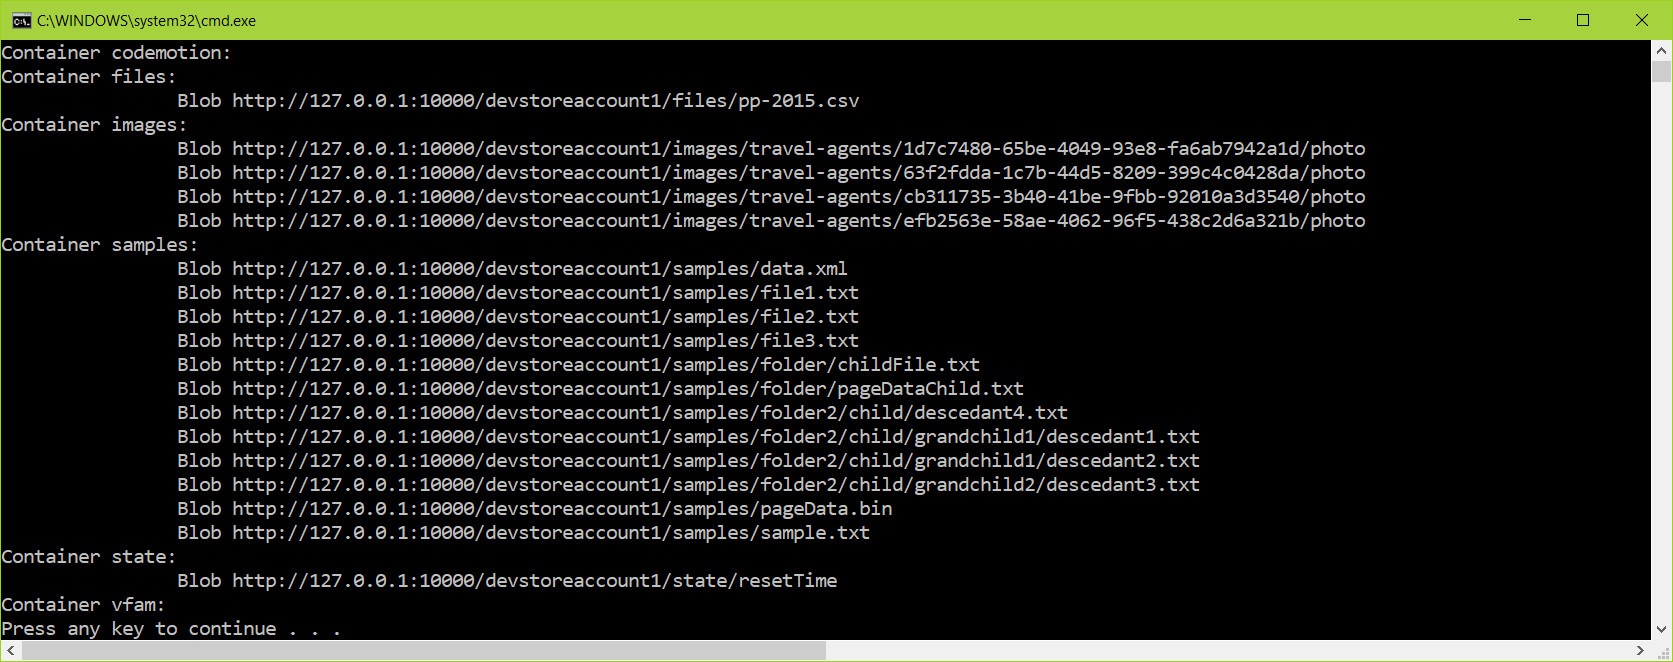 C:\WINDOWS\system32\cmd.exe
Container codemotion:
Container files:
Blob http://127.0.0.1:10000/devstoreaccount1/files/pp-2015.csv
Container images:
Blob http://127.0.0.1:10000/devstoreaccount1/images/travel-agents/1d7c7480-65be-4049-93e8-fa6ab7942a1d/photo
Blob http://127.0.0.1:10000/devstoreaccount1/images/travel-agents/63f2fdda-1c7b-44d5-8209-399c4c0428da/photo
Blob http://127.0.0.1:10000/devstoreaccount1/images/travel-agents/cb311735-3b40-41be-9fbb-92010a3d3540/photo
Blob http://127.0.0.1:10000/devstoreaccount1/images/travel-agents/efb2563e-58ae-4062-96f5-438c2d6a321b/photo
Container samples:
Blob http://127.0.0.1:10000/devstoreaccount1/samples/data.xml
Blob http://127.0.0.1:10000/devstoreaccount1/samples/file1.txt
Blob http://127.0.0.1:10000/devstoreaccount1/samples/file2.txt
Blob http://127.0.0.1:10000/devstoreaccount1/samples/file3.txt
Blob http://127.0.0.1:10000/devstoreaccount1/samples/folder/childFile.txt
Blob http://127.0.0.1:10000/devstoreaccount1/samples/folder/pageDataChild.txt
Blob http://127.0.0.1:10000/devstoreaccount1/samples/folder2/child/descedant4.txt
Blob http://127.0.0.1:10000/devstoreaccount1/samples/folder2/child/grandchild1/descedant1.txt
Blob http://127.0.0.1:10000/devstoreaccount1/samples/folder2/child/grandchild1/descedant2.txt
Blob http://127.0.0.1:10000/devstoreaccount1/samples/folder2/child/grandchild2/descedant3.txt
Blob http://127.0.0.1:10000/devstoreaccount1/samples/pageData.bin
Blob http://127.0.0.1:10000/devstoreaccount1/samples/sample.txt
Container state:
Blob http://127.0.0.1:10000/devstoreaccount1/state/resetTime
Container vfam:
Press any key to continue . . .